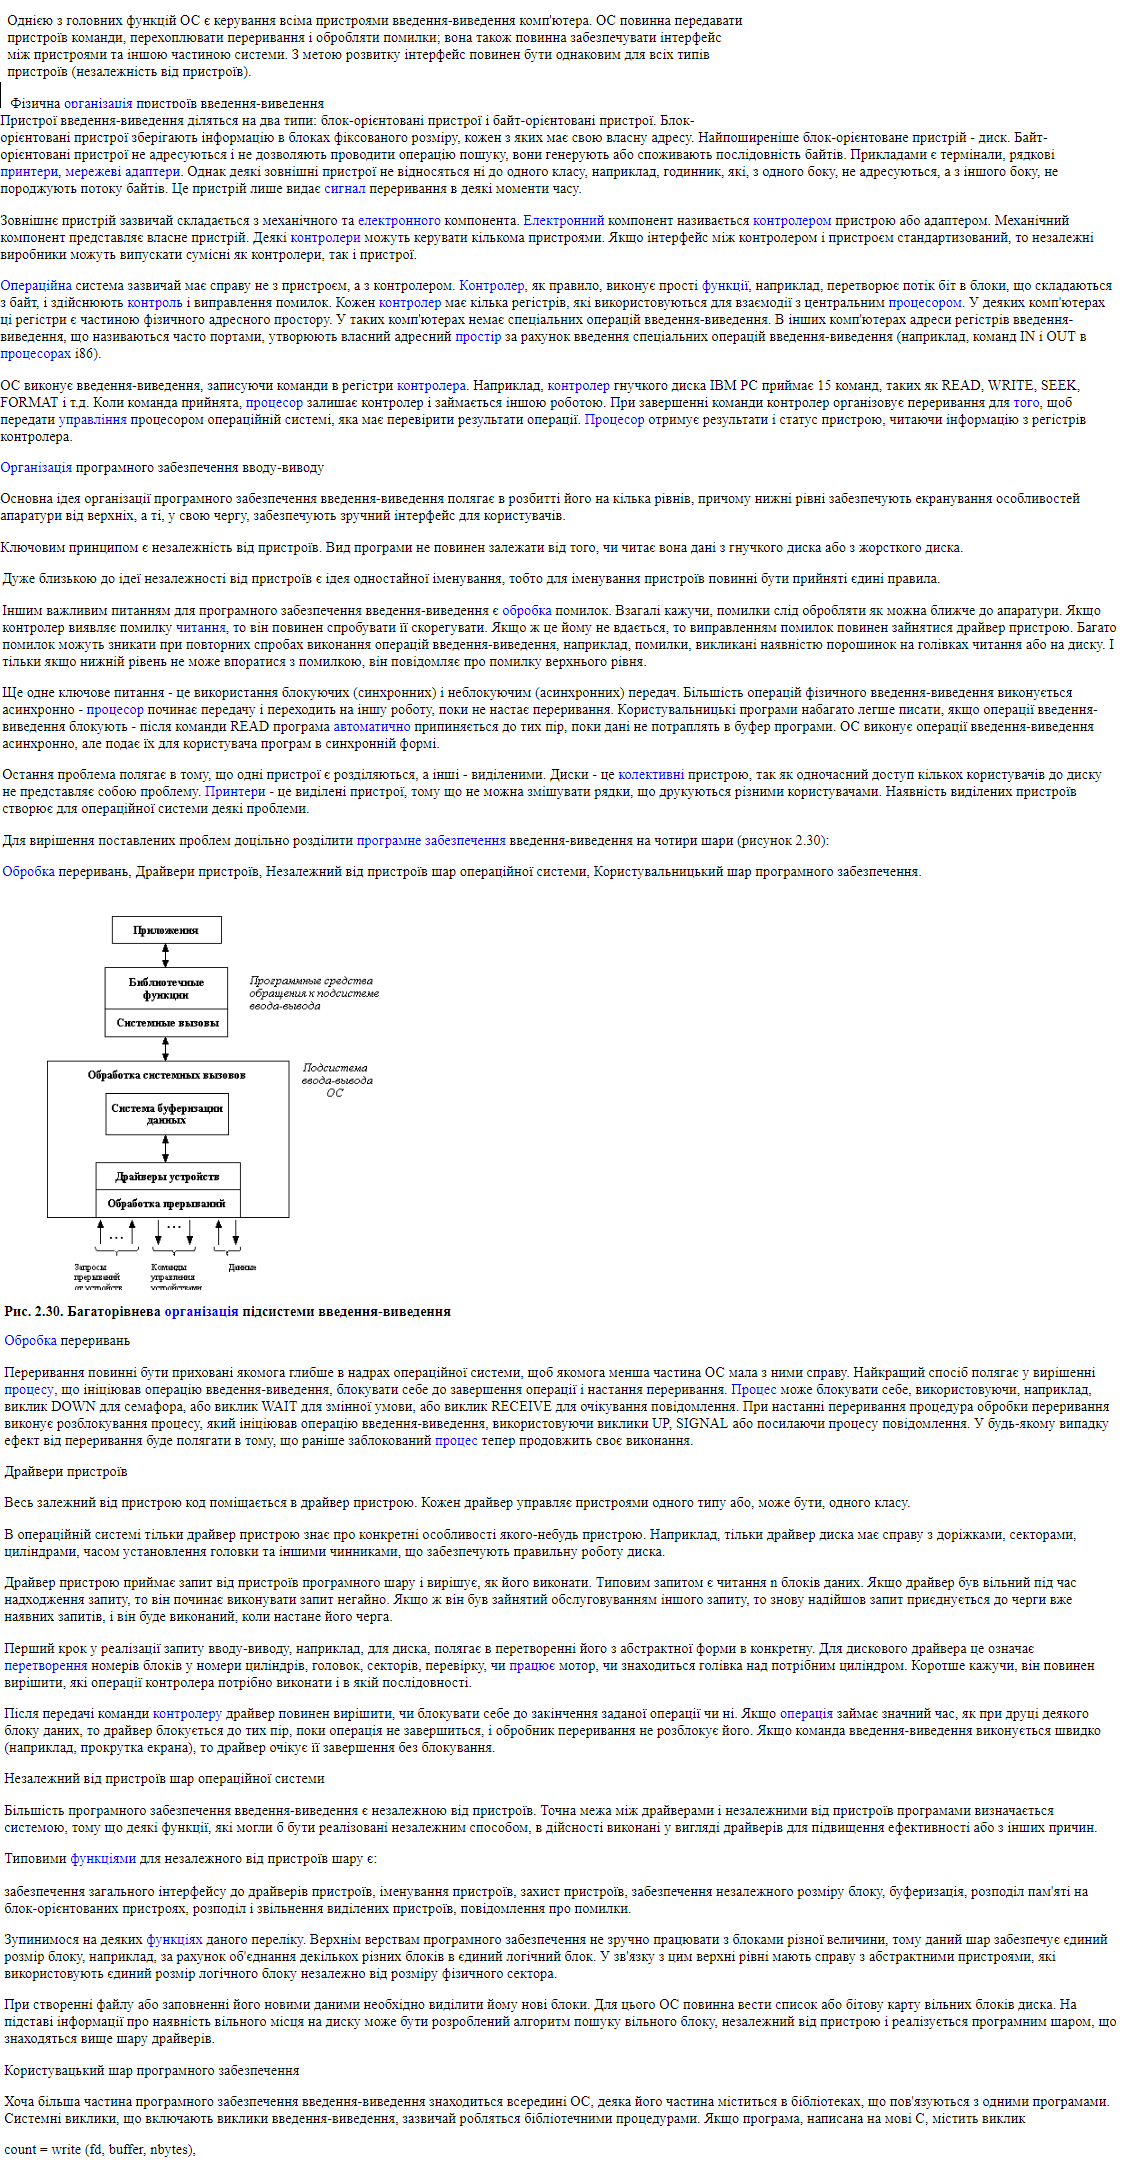 Однією з головних функцій ОС є керування всіма пристроями введення-виведення комп'ютера. ОС повинна передавати
пристроїв команди, перехоплювати переривання і обробляти помилки; вона також повинна забезпечувати інтерфейс
між пристроями та іншою частиною системи. З метою розвитку інтерфейс повинен бути однаковим для всіх типів
пристроїв (незалежність від пристроїв).
Фізична організація пристроїв введення-виведення
Пристрої введення-виведення діляться на два типи: блок-орієнтовані пристрої і байт-орієнтовані пристрої. Блок-
орієнтовані пристрої зберігають інформацію в блоках фіксованого розміру, кожен з яких має свою власну адресу. Найпоширеніше блок-орієнтоване пристрій - диск. Байт-
орієнтовані пристрої не адресуються і не дозволяють проводити операцію пошуку, вони генерують або споживають послідовність байтів. Прикладами є термінали, рядкові
принтери, мережеві адаптери. Однак деякі зовнішні пристрої не відносяться ні до одного класу, наприклад, годинник, які, з одного боку, не адресуються, а з іншого боку, не
породжують потоку байтів. Це пристрій лише видає сигнал переривання в деякі моменти часу.
Зовнішнє пристрій зазвичай складається з механічного та електронного компонента. Електронний компонент називається контролером пристрою або адаптером. Механічний
компонент представляє власне пристрій. Деякі контролери можуть керувати кількома пристроями. Якщо інтерфейс між контролером і пристроєм стандартизований, то незалежні
виробники можуть випускати сумісні як контролери, так і пристрої.
Операційна система зазвичай має справу не з пристроєм, а з контролером. Контролер, як правило, виконує прості функції, наприклад, перетворює потік біт в блоки, що складаються
з байт, і здійснюють контроль і виправлення помилок. Кожен контролер має кілька регістрів, які використовуються для взаємодії з центральним процесором. У деяких комп'ютерах
ці регістри є частиною фізичного адресного простору. У таких комп'ютерах немає спеціальних операцій введення-виведення. В інших комп'ютерах адреси регістрів введення-
виведення, що називаються часто портами, утворюють власний адресний простір за рахунок введення спеціальних операцій введення-виведення (наприклад, команд IN і OUT в
процесорах i86).
ОС виконує введення-виведення, записуючи команди в регістри контролера. Наприклад, контролер гнучкого диска IBM PC приймає 15 команд, таких як READ, WRITE, SEEK,
FORMAT і т.д. Коли команда прийнята, процесор залишає контролер і займається іншою роботою. При завершенні команди контролер організовує переривання для того, щоб
передати управління процесором операційній системі, яка має перевірити результати операції. Процесор отримує результати і статус пристрою, читаючи інформацію з регістрів
контролера.
Організація програмного забезпечення вводу-виводу
Основна ідея організації програмного забезпечення введення-виведення полягає в розбитті його на кілька рівнів, причому нижні рівні забезпечують екранування особливостей
апаратури від верхніх, а ті, у свою чергу, забезпечують зручний інтерфейс для користувачів.
Ключовим принципом є незалежність від пристроїв. Вид програми не повинен залежати від того, чи читає вона дані з гнучкого диска або з жорсткого диска.
Дуже близькою до ідеї незалежності від пристроїв є ідея одностайної іменування, тобто для іменування пристроїв повинні бути прийняті єдині правила.
Іншим важливим питанням для програмного забезпечення введення-виведення є обробка помилок. Взагалі кажучи, помилки слід обробляти як можна ближче до апаратури. Якщо
контролер виявляє помилку читання, то він повинен спробувати її скорегувати. Якщо ж це йому не вдається, то виправленням помилок повинен зайнятися драйвер пристрою. Багато
помилок можуть зникати при повторних спробах виконання операцій введення-виведення, наприклад, помилки, викликані наявністю порошинок на голівках читання або на диску. І
тільки якщо нижній рівень не може впоратися з помилкою, він повідомляє про помилку верхнього рівня.
Ще одне ключове питання - це використання блокуючих (синхронних) і неблокуючим (асинхронних) передач. Більшість операцій фізичного введення-виведення виконується
асинхронно - процесор починає передачу і переходить на іншу роботу, поки не настає переривання. Користувальницькі програми набагато легше писати, якщо операції введення-
виведення блокують - після команди READ програма автоматично припиняється до тих пір, поки дані не потраплять в буфер програми. ОС виконує операції введення-виведення
асинхронно, але подає їх для користувача програм в синхронній формі.
Остання проблема полягає в тому, що одні пристрої є розділяються, а інші - виділеними. Диски - це колективні пристрою, так як одночасний доступ кількох користувачів до диску
не представляє собою проблему. Принтери - це виділені пристрої, тому що не можна змішувати рядки, що друкуються різними користувачами. Наявність виділених пристроїв
створює для операційної системи деякі проблеми.
Для вирішення поставлених проблем доцільно розділити програмне забезпечення введення-виведення на чотири шари (рисунок 2.30):
Обробка переривань, Драйвери пристроїв, Незалежний від пристроїв шар операційної системи, Користувальницький шар програмного забезпечення.
Приложения
Библиотечные
функции
Системные вызовы
Программные средства
обращения к подсистеме
ввода-вывода
Обработка системных вызовов
Подсистема
ввода-вывода
ОС
Система буферизации
данных
Драйверы устройств
Обработка прерываний
...
...
Запросы
прерываний
от устройств
Команды
управления
устройствами
Данные
Рис. 2.30. Багаторівнева організація підсистеми введення-виведення
Обробка переривань
Переривання повинні бути приховані якомога глибше в надрах операційної системи, щоб якомога менша частина ОС мала з ними справу. Найкращий спосіб полягає у вирішенні
процесу, що ініціював операцію введення-виведення, блокувати себе до завершення операції і настання переривання. Процес може блокувати себе, використовуючи, наприклад,
виклик DOWN для семафора, або виклик WAIT для змінної умови, або виклик RECEIVE для очікування повідомлення. При настанні переривання процедура обробки переривання
виконує розблокування процесу, який ініціював операцію введення-виведення, використовуючи виклики UP, SIGNAL або посилаючи процесу повідомлення. У будь-якому випадку
ефект від переривання буде полягати в тому, що раніше заблокований процес тепер продовжить своє виконання.
Драйвери пристроїв
Весь залежний від пристрою код поміщається в драйвер пристрою. Кожен драйвер управляє пристроями одного типу або, може бути, одного класу.
В операційній системі тільки драйвер пристрою знає про конкретні особливості якого-небудь пристрою. Наприклад, тільки драйвер диска має справу з доріжками, секторами,
циліндрами, часом установлення головки та іншими чинниками, що забезпечують правильну роботу диска.
Драйвер пристрою приймає запит від пристроїв програмного шару і вирішує, як його виконати. Типовим запитом є читання n блоків даних. Якщо драйвер був вільний під час
надходження запиту, то він починає виконувати запит негайно. Якщо ж він був зайнятий обслуговуванням іншого запиту, то знову надійшов запит приєднується до черги вже
наявних запитів, і він буде виконаний, коли настане його черга.
Перший крок у реалізації запиту вводу-виводу, наприклад, для диска, полягає в перетворенні його з абстрактної форми в конкретну. Для дискового драйвера це означає
перетворення номерів блоків у номери циліндрів, головок, секторів, перевірку, чи працює мотор, чи знаходиться голівка над потрібним циліндром. Коротше кажучи, він повинен
вирішити, які операції контролера потрібно виконати і в якій послідовності.
Після передачі команди контролеру драйвер повинен вирішити, чи блокувати себе до закінчення заданої операції чи ні. Якщо операція займає значний час, як при друці деякого
блоку даних, то драйвер блокується до тих пір, поки операція не завершиться, і обробник переривання не розблокує його. Якщо команда введення-виведення виконується швидко
(наприклад, прокрутка екрана), то драйвер очікує її завершення без блокування.
Незалежний від пристроїв шар операційної системи
Більшість програмного забезпечення введення-виведення є незалежною від пристроїв. Точна межа між драйверами і незалежними від пристроїв програмами визначається
системою, тому що деякі функції, які могли б бути реалізовані незалежним способом, в дійсності виконані у вигляді драйверів для підвищення ефективності або з інших причин.
Типовими функціями для незалежного від пристроїв шару є:
забезпечення загального інтерфейсу до драйверів пристроїв, іменування пристроїв, захист пристроїв, забезпечення незалежного розміру блоку, буферизація, розподіл пам'яті на
блок-орієнтованих пристроях, розподіл і звільнення виділених пристроїв, повідомлення про помилки.
Зупинимося на деяких функціях даного переліку. Верхнім верствам програмного забезпечення не зручно працювати з блоками різної величини, тому даний шар забезпечує єдиний
розмір блоку, наприклад, за рахунок об'єднання декількох різних блоків в єдиний логічний блок. У зв'язку з цим верхні рівні мають справу з абстрактними пристроями, які
використовують єдиний розмір логічного блоку незалежно від розміру фізичного сектора.
При створенні файлу або заповненні його новими даними необхідно виділити йому нові блоки. Для цього ОС повинна вести список або бітову карту вільних блоків диска. На
підставі інформації про наявність вільного місця на диску може бути розроблений алгоритм пошуку вільного блоку, незалежний від пристрою і реалізується програмним шаром, що
знаходяться вище шару драйверів.
Користувацький шар програмного забезпечення
Хоча більша частина програмного забезпечення введення-виведення знаходиться всередині ОС, деяка його частина міститься в бібліотеках, що пов'язуються з одними програмами.
Системні виклики, що включають виклики введення-виведення, зазвичай робляться бібліотечними процедурами. Якщо програма, написана на мові С, містить виклик
count = write (fd, buffer, nbytes),